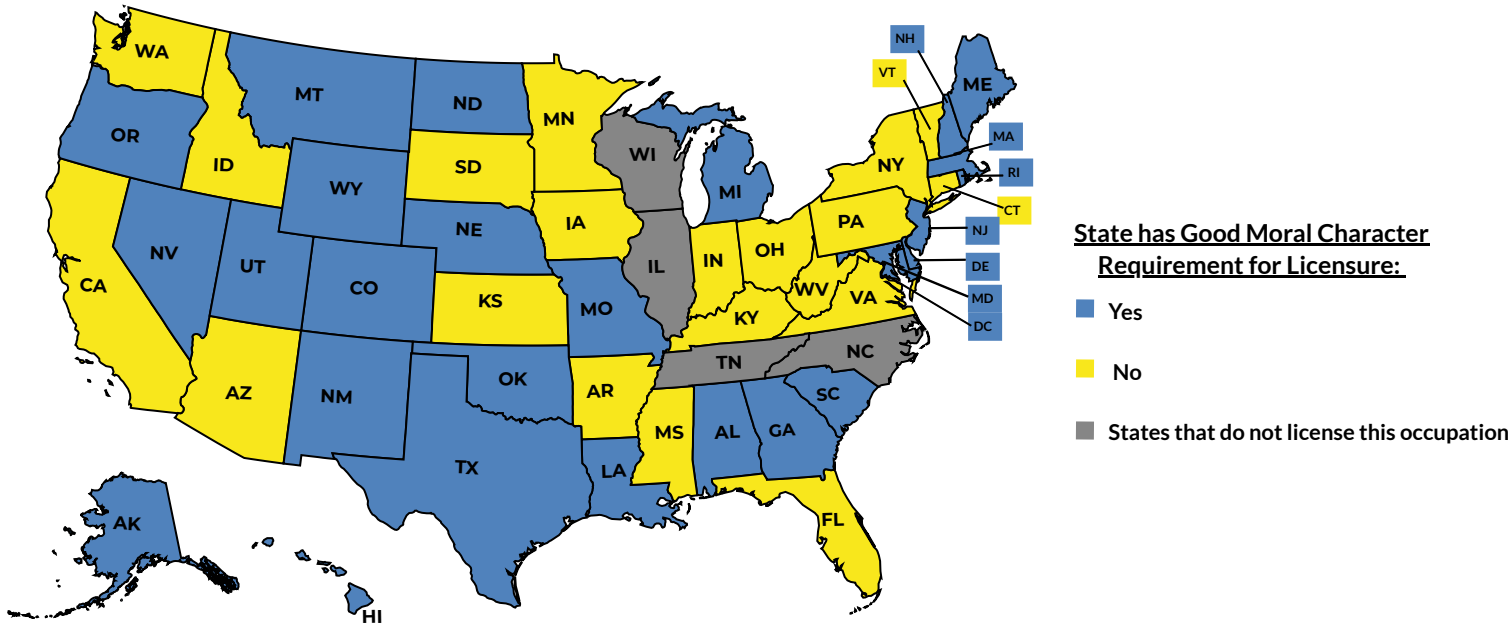 WA
MT
ND
MN
OR
ID
WY
SD
WI
MI
NY
NH
VT
ME
MA
RI
CT
NJ
DE
MD
DC
CA
NV
UT
CO
NE
KS
IA
MO
IL
IN
OH
PA
WV
VA
KY
AZ
NM
OK
AR
TN
NC
SC
TX
LA
MS
AL
GA
FL
AK
HI
State has Good Moral Character
Requirement for Licensure:
Yes
No
States that do not license this occupation